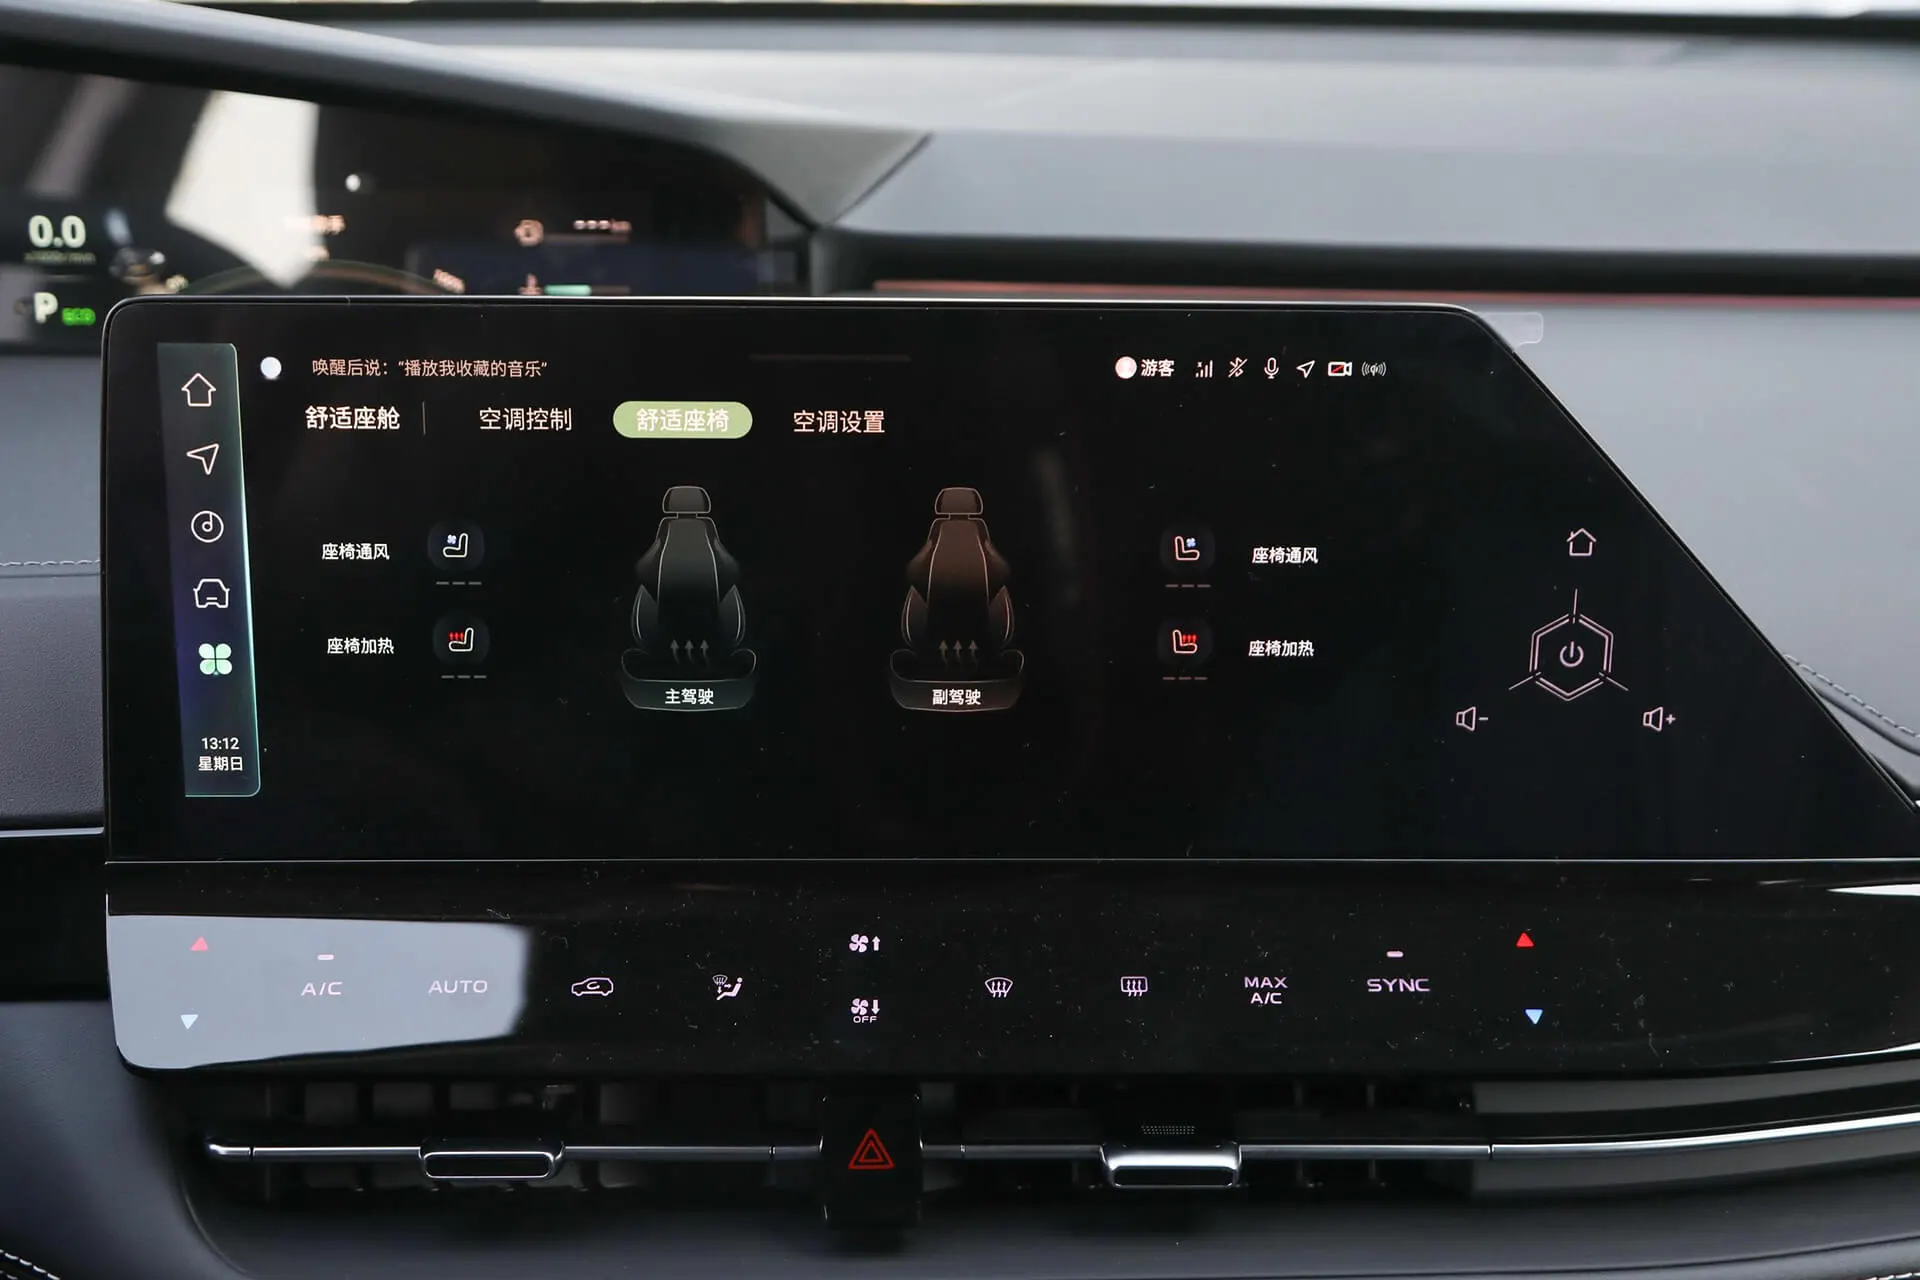 0.0
P ECO
唤醒后说：“播放我收藏的音乐”
游客
舒适座舱
空调控制
舒适座椅
空调设置
座椅通风
座椅通风
座椅加热
座椅加热
主驾驶
副驾驶
13:12
星期日
A/C
AUTO
OFF
MAX
A/C
SYNC